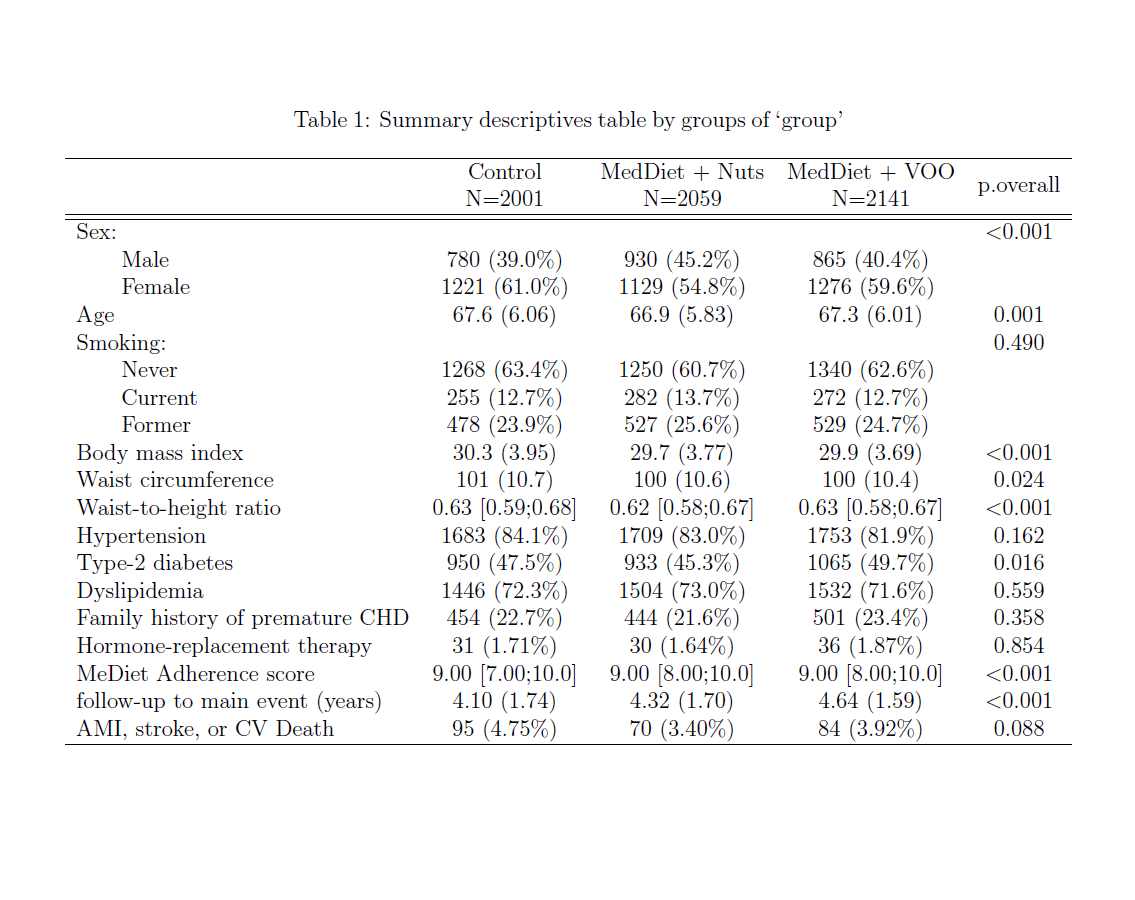 Table 1: Summary descriptives table by groups of ‘group’
Control MedDiet + Nuts MedDiet + VOO p.overall
N=2001 N=2059 N=2141
Sex: <0.001
Male 780 (39.0%) 930 (45.2%) 865 (40.4%)
Female 1221 (61.0%) 1129 (54.8%) 1276 (59.6%)
Age 67.6 (6.06) 66.9 (5.83) 67.3 (6.01) 0.001
Smoking: 0.490
Never 1268 (63.4%) 1250 (60.7%) 1340 (62.6%)
Current 255 (12.7%) 282 (13.7%) 272 (12.7%)
Former 478 (23.9%) 527 (25.6%) 529 (24.7%)
Body mass index 30.3 (3.95) 29.7 (3.77) 29.9 (3.69) <0.001
Waist circumference 101 (10.7) 100 (10.6) 100 (10.4) 0.024
Waist-to-height ratio 0.63 [0.59;0.68] 0.62 [0.58;0.67] 0.63 [0.58;0.67] <0.001
Hypertension 1683 (84.1%) 1709 (83.0%) 1753 (81.9%) 0.162
Type-2 diabetes 950 (47.5%) 933 (45.3%) 1065 (49.7%) 0.016
Dyslipidemia 1446 (72.3%) 1504 (73.0%) 1532 (71.6%) 0.559
Family history of premature CHD 454 (22.7%) 444 (21.6%) 501 (23.4%) 0.358
Hormone-replacement therapy 31 (1.71%) 30 (1.64%) 36 (1.87%) 0.854
MeDiet Adherence score 9.00 [7.00;10.0] 9.00 [8.00;10.0] 9.00 [8.00;10.0] <0.001
follow-up to main event (years) 4.10 (1.74) 4.32 (1.70) 4.64 (1.59) <0.001
AMI, stroke, or CV Death 95 (4.75%) 70 (3.40%) 84 (3.92%) 0.088